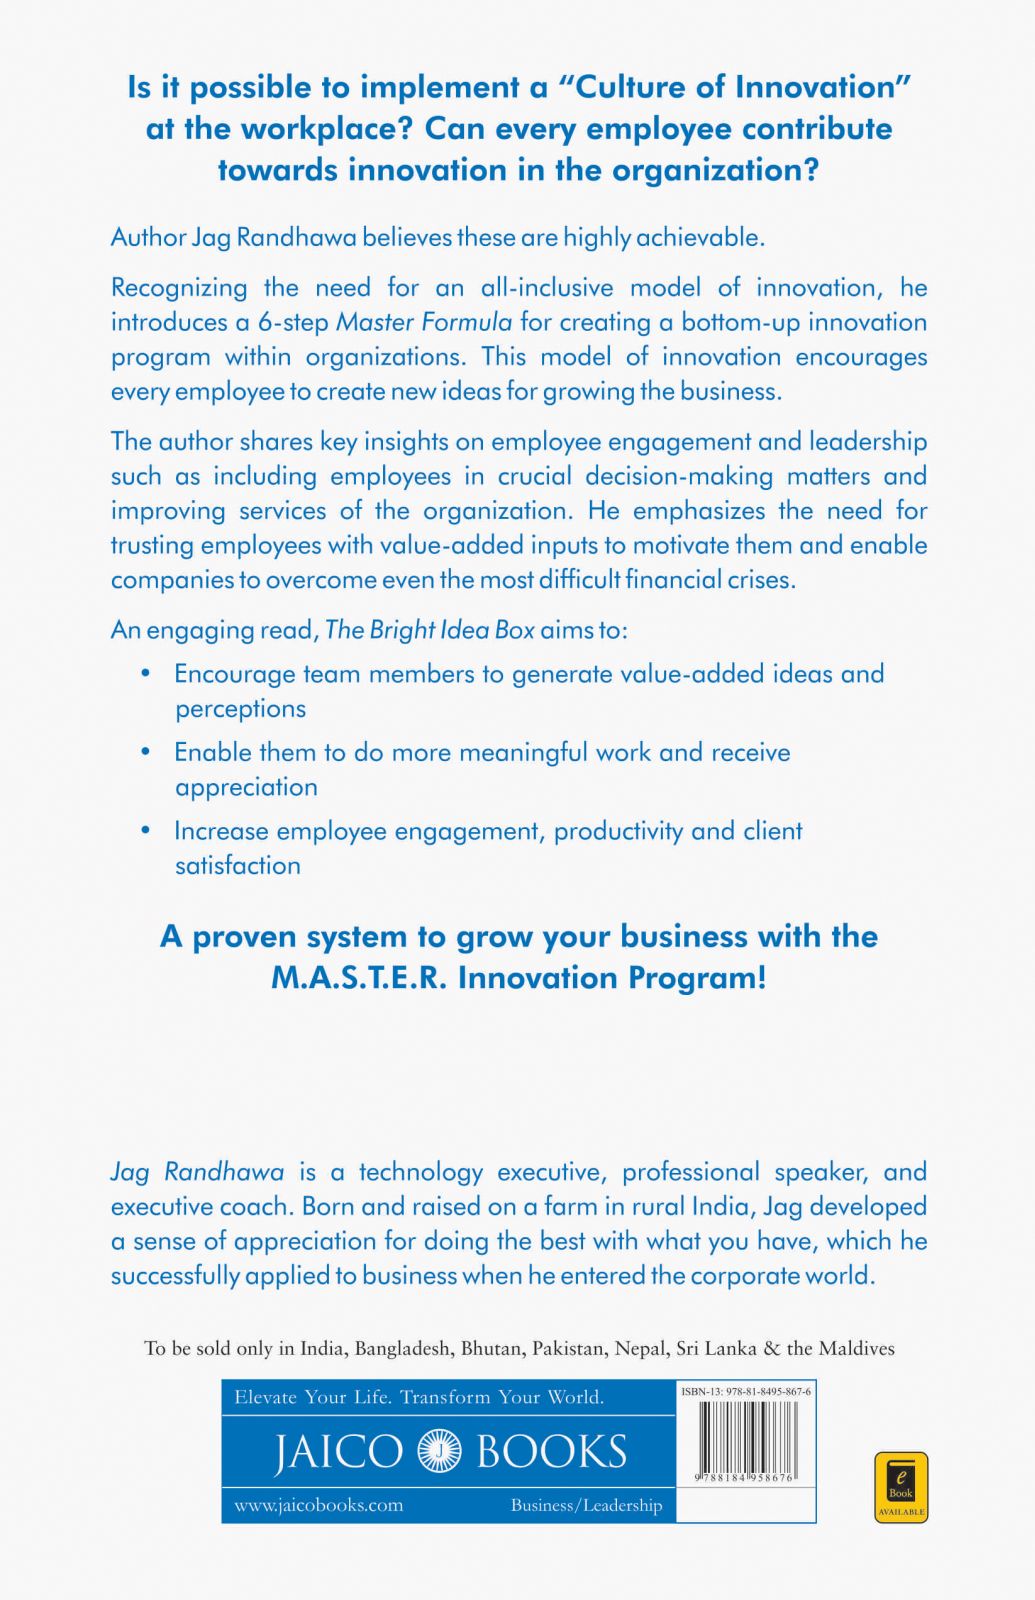 Is it possible to implement a “Culture of Innovation”
at the workplace? Can every employee contribute
towards innovation in the organization?
Author Jag Randhawa believes these are highly achievable.
Recognizing the need for an all-inclusive model of innovation, he
introduces a 6-step Master Formula for creating a bottom-up innovation
program within organizations. This model of innovation encourages
every employee to create new ideas for growing the business.
The author shares key insights on employee engagement and leadership
such as including employees in crucial decision-making matters and
improving services of the organization. He emphasizes the need for
trusting employees with value-added inputs to motivate them and enable
companies to overcome even the most difficult financial crises.
An engaging read, The Bright Idea Box aims to:
• Encourage team members to generate value-added ideas and
perceptions
• Enable them to do more meaningful work and receive
appreciation
• Increase employee engagement, productivity and client
satisfaction
A proven system to grow your business with the
M.A.S.T.E.R. Innovation Program!
Jag Randhawa is a technology executive, professional speaker, and
executive coach. Born and raised on a farm in rural India, Jag developed
a sense of appreciation for doing the best with what you have, which he
successfully applied to business when he entered the corporate world.
To be sold only in India, Bangladesh, Bhutan, Pakistan, Nepal, Sri Lanka & the Maldives
Elevate Your Life. Transform Your World.
JAICO J BOOKS
www.jaicobooks.com Business/Leadership
ISBN-13: 978-81-8495-867-6
9 788184 958676
e
Book
AVAILABLE